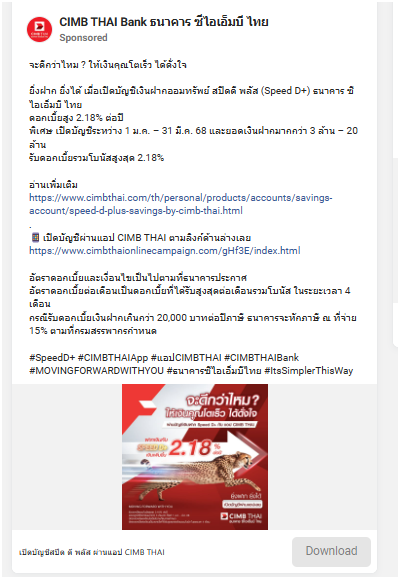 CIMB THAI Bank ธนาคาร ซีไอเอ็มบี ไทย
Sponsored
จะดีกว่าไหม ? ให้เงินคุณโตเร็ว ได้ดั่งใจ
ยิ่งฝาก ยิ่งได้ เมื่อเปิดบัญชีเงินฝากออมทรัพย์ สปีดดี พลัส (Speed D+) ธนาคาร ซี
ไอเอ็มบี ไทย
ดอกเบี้ยสูง 2.18% ต่อปี
พิเศษ เปิดบัญชีระหว่าง 1 ม.ค. – 31 มี.ค. 68 และยอดเงินฝากมากกว่า 3 ล้าน – 20
ล้าน
รับดอกเบี้ยรวมโบนัสสูงสุด 2.18%
อ่านเพิ่มเติม
https://www.cimbthai.com/th/personal/products/accounts/savings-
account/speed-d-plus-savings-by-cimb-thai.html
.
เปิดบัญชีผ่านแอป CIMB THAI ตามลิงก์ด้านล่างเลย
https://www.cimbthaionlinecampaign.com/gHf3E/index.html
อัตราดอกเบี้ยและเงื่อนไขเป็นไปตามที่ธนาคารประกาศ
อัตราดอกเบี้ยต่อเดือนเป็นดอกเบี้ยที่ได้รับสูงสุดต่อเดือนรวมโบนัส ในระยะเวลา 4
เดือน
กรณีรับดอกเบี้ยเงินฝากเกินกว่า 20,000 บาทต่อปีภาษี ธนาคารจะหักภาษี ณ ที่จ่าย
15% ตามที่กรมสรรพากรกำหนด
#SpeedD+ #CIMBTHAIApp #แอปCIMBTHAI #CIMBTHAIBank
#MOVINGFORWARDWITHYOU #ธนาคารซีไอเอ็มบีไทย #ItsSimplerThisWay
จะดีกว่าไหม?
ให้เงินคุณโตเร็ว ได้ดั่งใจ
2.18%
ยิ่งฝาก ยิ่งได้
CIMB THAI
เปิดบัญชีสปีด ดี พลัส ผ่านแอป CIMB THAI
Download